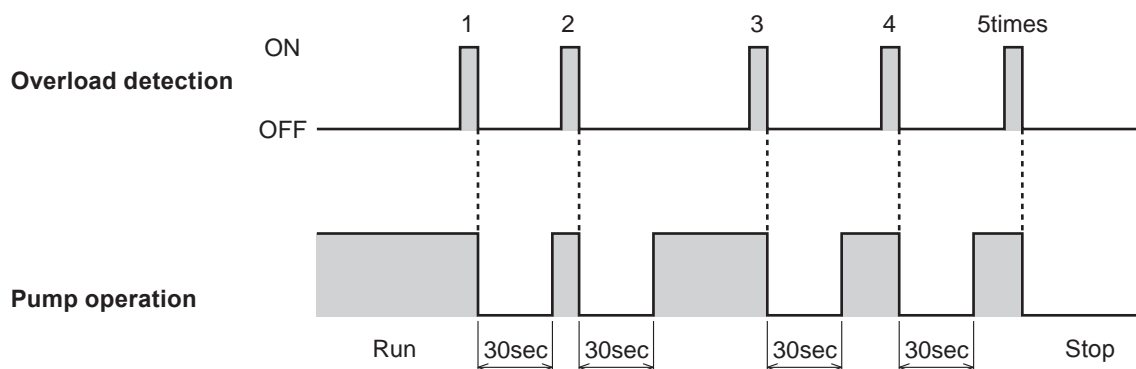 1 2 3 4 5times
ON
Overload detection
OFF
Pump operation
Run 30sec 30sec 30sec 30sec Stop